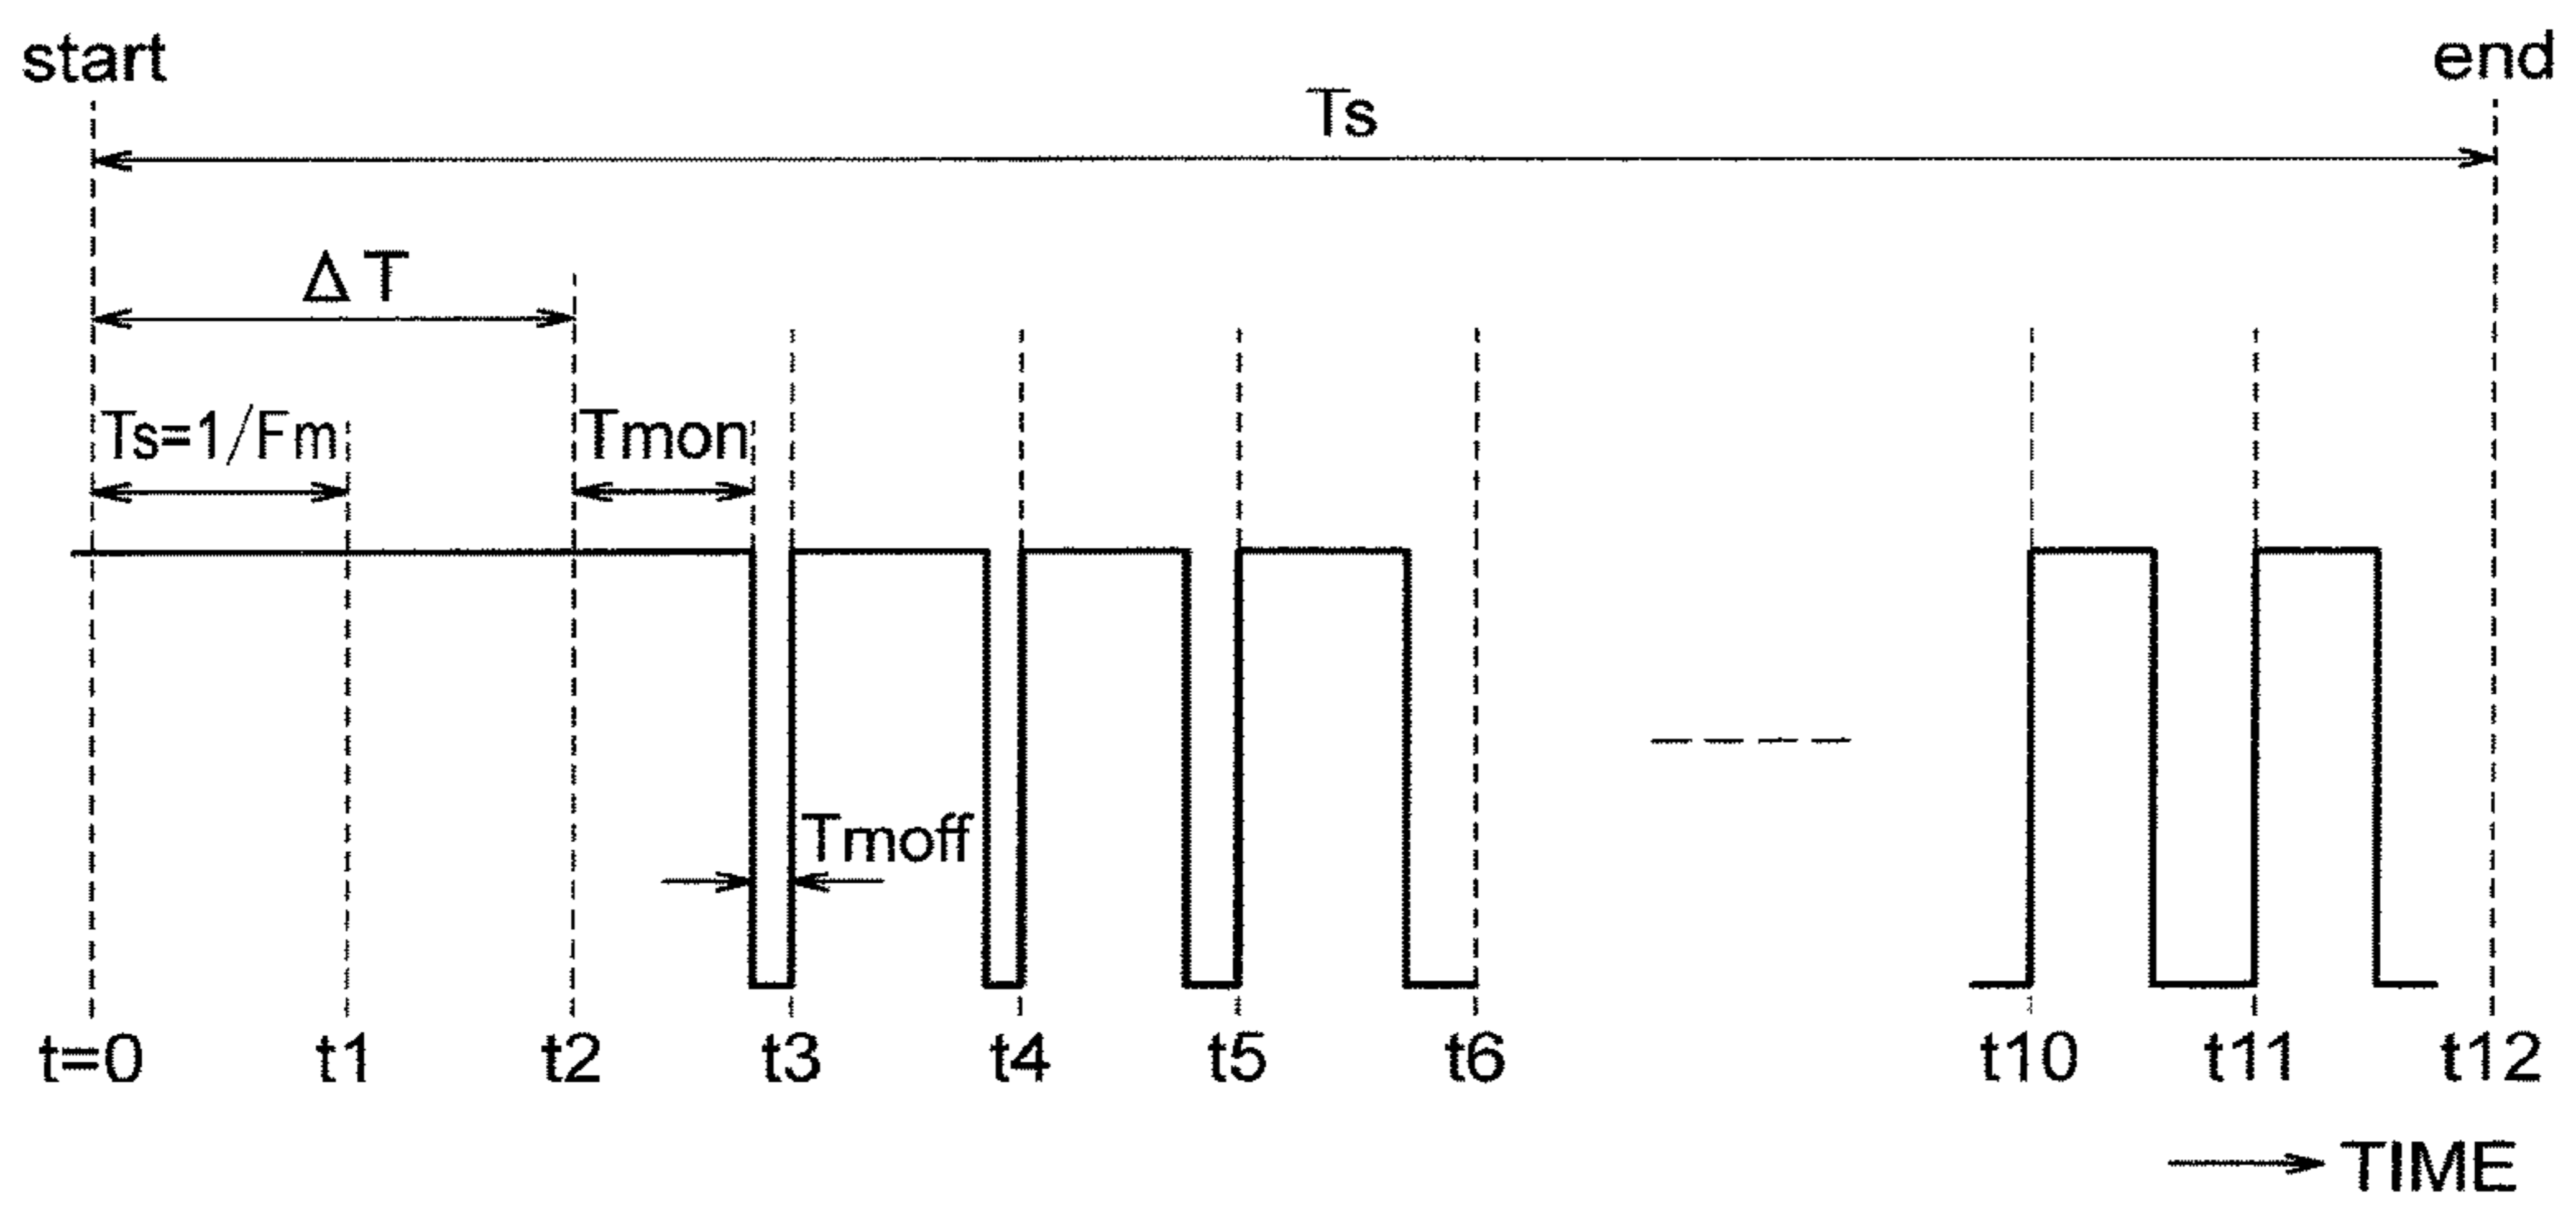 start
end
Ts
ΔT
Ts=1/Fm
Tmon
Tmoff
t=0 t1 t2 t3 t4 t5 t6 t10 t11 t12
TIME